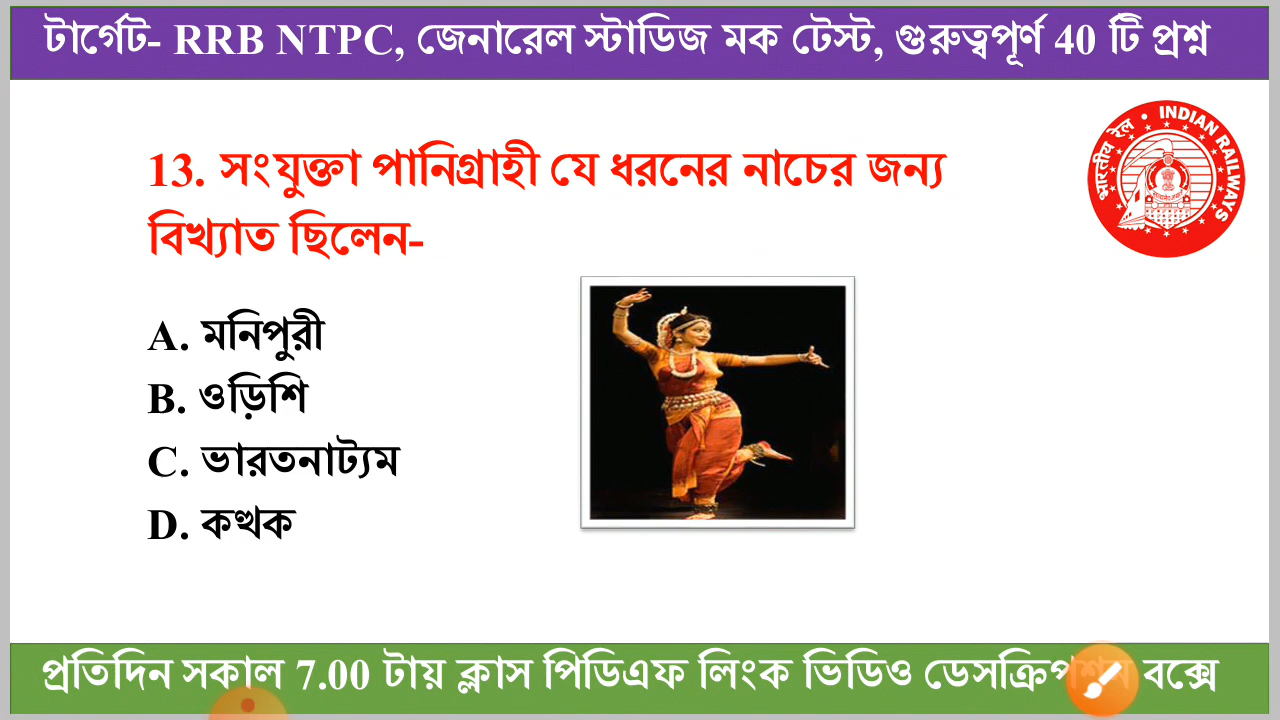 টার্গেট- RRB NTPC, জেনারেল স্টাডিজ মক টেস্ট, গুরুত্বপূর্ণ 40 টি প্রশ্ন
भारतीय रेल • INDIAN RAILWAYS
13. সংযুক্তা পানিগ্রাহী যে ধরনের নাচের জন্য
বিখ্যাত ছিলেন-
A. মনিপুরী
B. ওড়িশি
C. ভারতনাট্যম
D. কত্থক
প্রতিদিন সকাল 7.00 টায় ক্লাস পিডিএফ লিংক ভিডিও ডেসক্রিপশন বক্সে